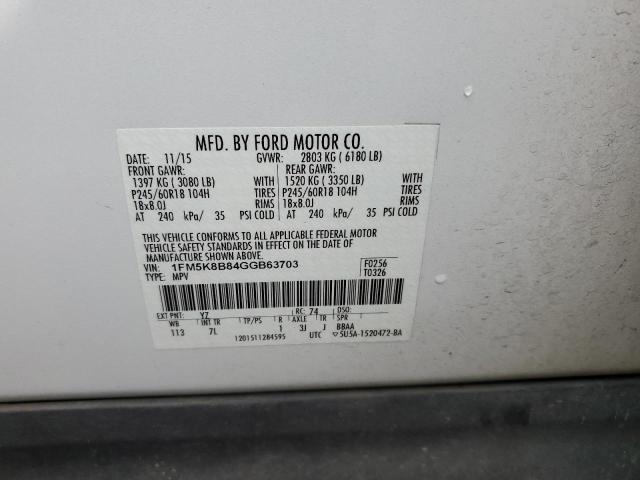 MFD. BY FORD MOTOR CO.
DATE: 11/15 GVWR: 2803 KG ( 6180 LB)
FRONT GAWR: REAR GAWR:
1397 KG ( 3080 LB) WITH 1520 KG ( 3350 LB) WITH
P245/60R18 104H TIRES P245/60R18 104H TIRES
18x8.0J RIMS 18x8.0J RIMS
AT 240 kPa/ 35 PSI COLD AT 240 kPa/ 35 PSI COLD
THIS VEHICLE CONFORMS TO ALL APPLICABLE FEDERAL MOTOR
VEHICLE SAFETY STANDARDS IN EFFECT ON THE DATE OF
MANUFACTURE SHOWN ABOVE.
VIN: 1FM5K8B84GGB63703 F0256
TYPE: MPV T0326
EXT PNT: YZ RC: 74 DSO:
WB INT TR TP/PS R AXLE TR SPR
113 7L 1 3J J BBAA
1201511284595 UTC ▽5U5A-1520472-BA